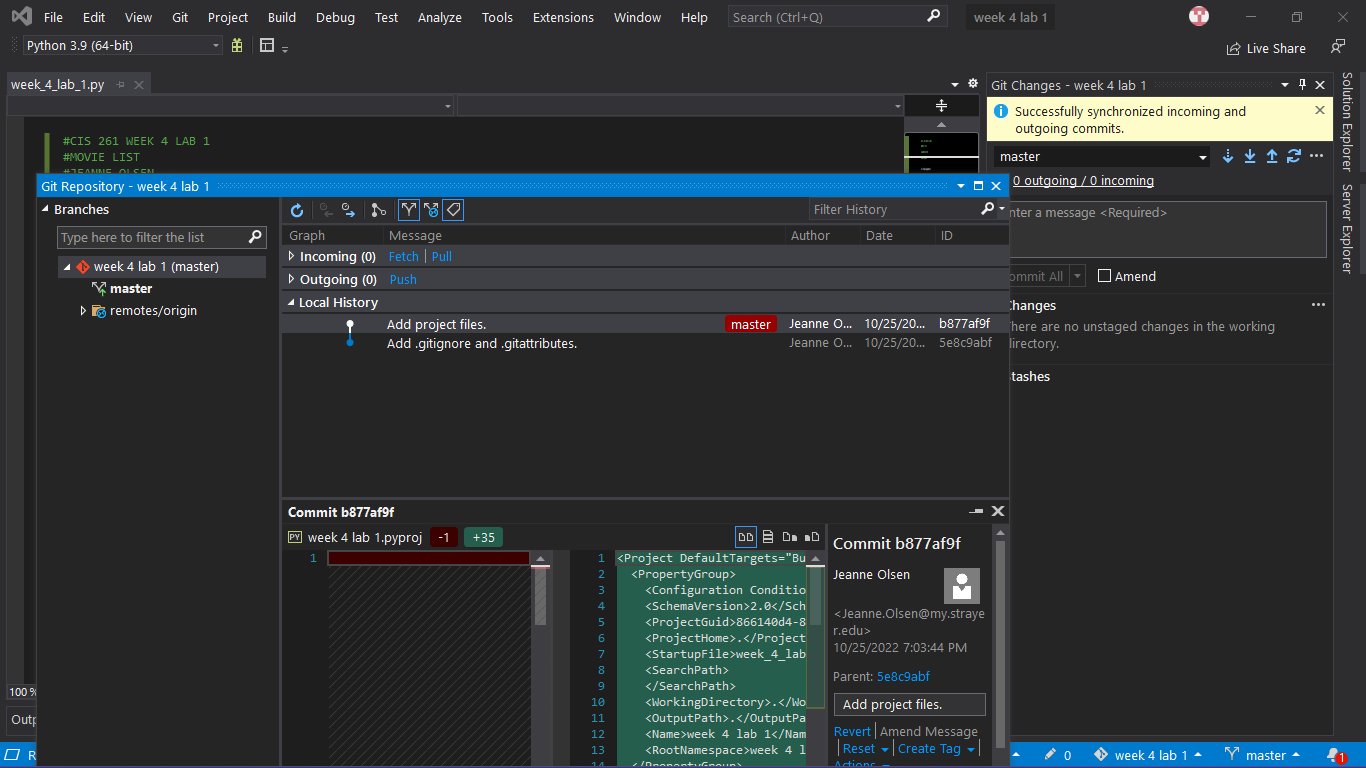 File Edit View Git Project Build Debug Test Analyze Tools Extensions Window Help Search (Ctrl+Q) week 4 lab 1
Python 3.9 (64-bit) Live Share
week_4_lab_1.py
#CIS 261 WEEK 4 LAB 1
#MOVIE LIST
#JEANNE OLSEN
Git Changes - week 4 lab 1
Successfully synchronized incoming and
outgoing commits.
master
0 outgoing / 0 incoming
nter a message <Required>
ommit All Amend
Changes
here are no unstaged changes in the working
directory.
tashes
Solution Explorer
Server Explorer
Git Repository - week 4 lab 1
Branches
Type here to filter the list
week 4 lab 1 (master)
master
remotes/origin
Filter History
Graph Message Author Date ID
Incoming (0) Fetch Pull
Outgoing (0) Push
Local History
Add project files. master Jeanne O... 10/25/20... b877af9f
Add .gitignore and .gitattributes. Jeanne O... 10/25/20... 5e8c9abf
Commit b877af9f
PY week 4 lab 1.pyproj -1 +35
1
1 <Project DefaultTargets="Bu
2 <PropertyGroup>
3 <Configuration Conditio
4 <SchemaVersion>2.0</Sch
5 <ProjectGuid>866140d4-8
6 <ProjectHome>.</Project
7 <StartupFile>week_4_lab
8 <SearchPath>
9 </SearchPath>
10 <WorkingDirectory>.</Wo
11 <OutputPath>.</OutputPa
12 <Name>week 4 lab 1</Nam
13 <RootNamespace>week 4 l
14 </PropertyGroup>
Commit b877af9f
Jeanne Olsen
<Jeanne.Olsen@my.straye
r.edu>
10/25/2022 7:03:44 PM
Parent: 5e8c9abf
Add project files.
Revert Amend Message
Reset Create Tag
Actions
100 %
Outp
R
0 week 4 lab 1 master 1